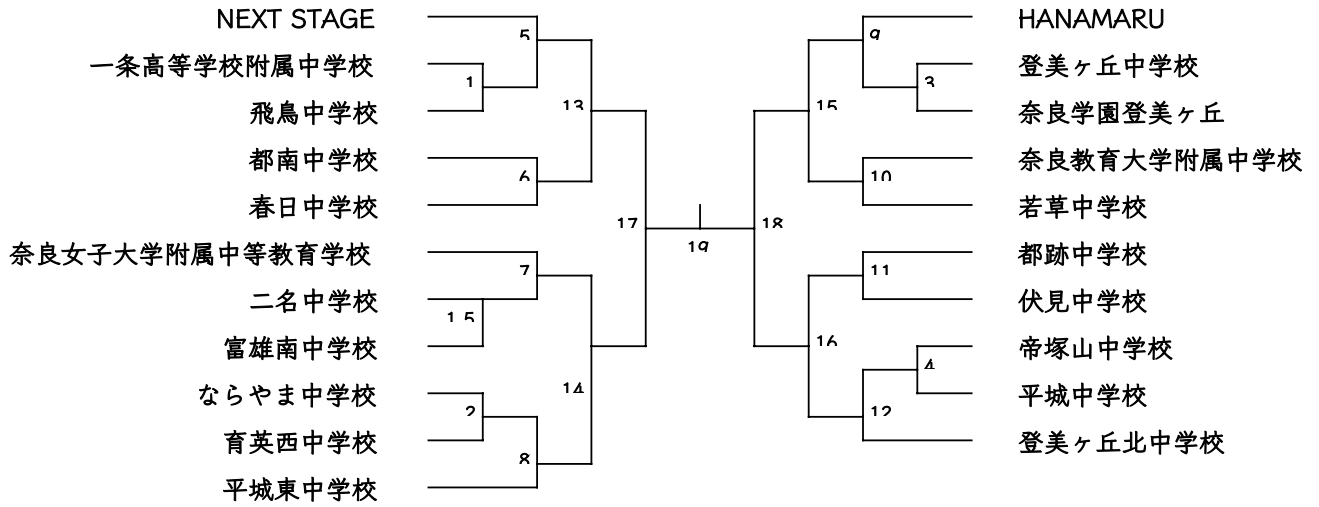 NEXT STAGE
一条高等学校附属中学校
飛鳥中学校
都南中学校
春日中学校
奈良女子大学附属中等教育学校
二名中学校
富雄南中学校
ならやま中学校
育英西中学校
平城東中学校
5
1
13
6
17
7
1.5
14
2
8
19
9
3
15
10
18
11
16
4
12
HANAMARU
登美ヶ丘中学校
奈良学園登美ヶ丘
奈良教育大学附属中学校
若草中学校
都跡中学校
伏見中学校
帝塚山中学校
平城中学校
登美ヶ丘北中学校